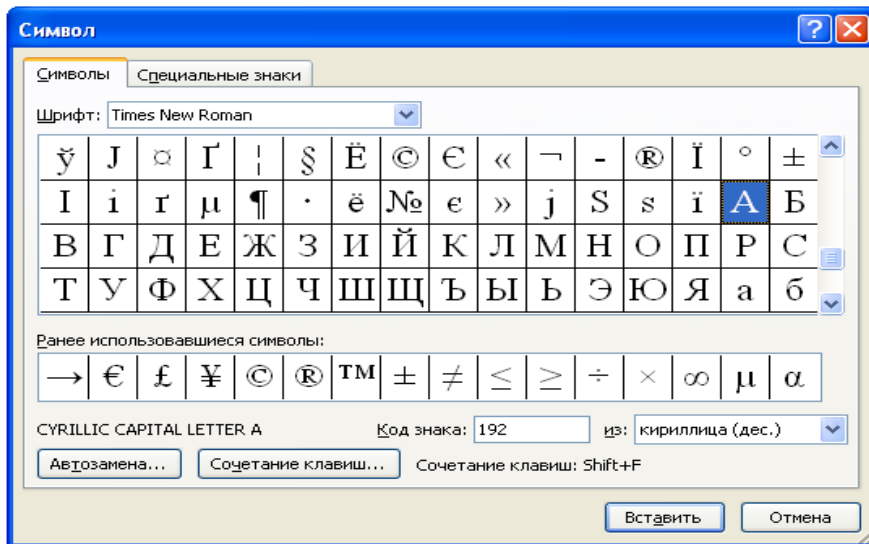 Символ
Символы Специальные знаки
Шрифт: Times New Roman
ў Ј ¤ Ґ ¦ § Ё © Є « ¬ - ® Ї ° ±
І і ґ µ ¶ · ё № є » ј Ѕ ѕ ї А Б
В Г Д Е Ж З И Й К Л М Н О П Р С
Т У Ф Х Ц Ч Ш Щ Ъ Ы Ь Э Ю Я а б
Ранее использовавшиеся символы:
→ € £ ¥ © ® ™ ± ≠ ≤ ≥ ÷ × ∞ µ α
CYRILLIC CAPITAL LETTER A Код знака: 192 из: кириллица (дес.)
Автозамена... Сочетание клавиш... Сочетание клавиш: Shift+F
Вставить Отмена